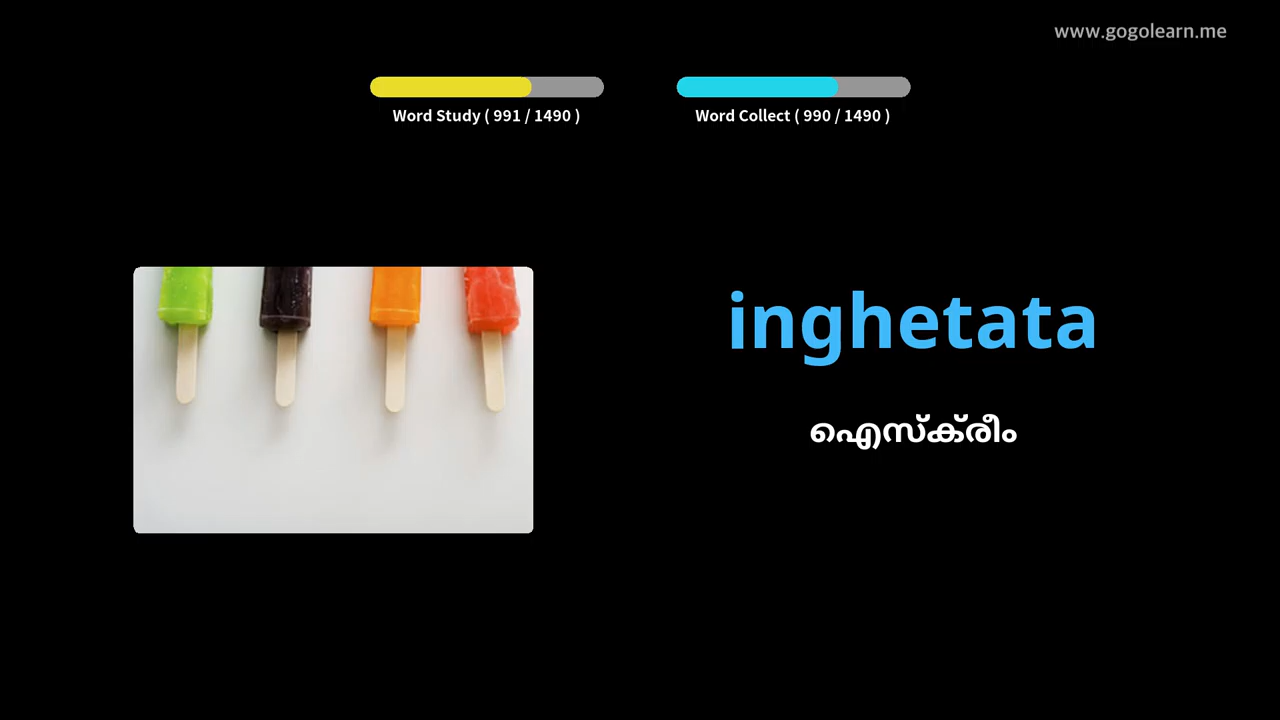 www.gogolearn.me
Word Study ( 991 / 1490 )
Word Collect ( 990 / 1490 )
inghetata
ഐസ്ക്രീം